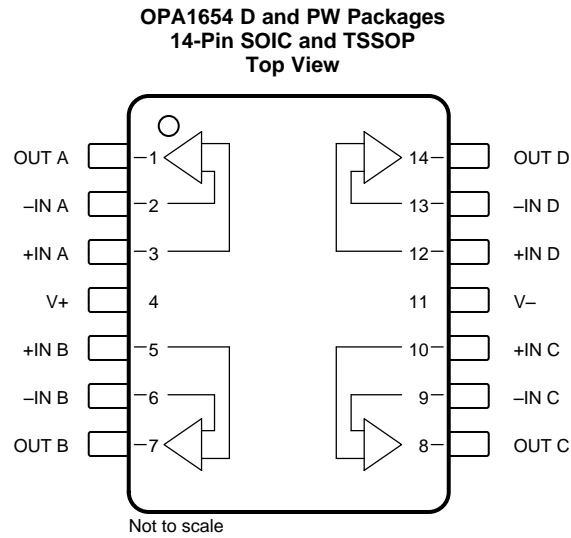 OPA1654 D and PW Packages
14-Pin SOIC and TSSOP
Top View
OUT A 1 14 OUT D
–IN A 2 13 –IN D
+IN A 3 12 +IN D
V+ 4 11 V–
+IN B 5 10 +IN C
–IN B 6 9 –IN C
OUT B 7 8 OUT C
Not to scale